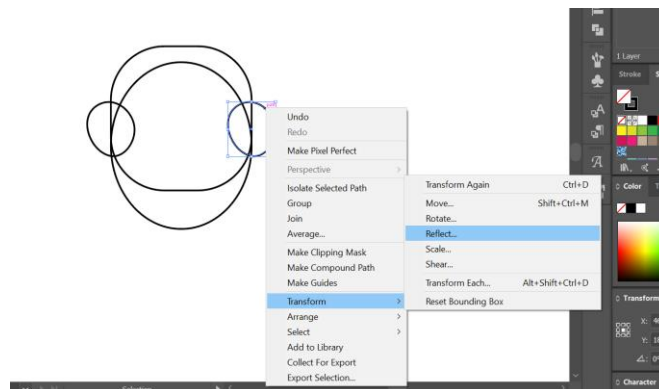 1 Layer
Stroke
Undo
Redo
Make Pixel Perfect
Perspective
Isolate Selected Path
Group
Join
Average...
Make Clipping Mask
Make Compound Path
Make Guides
Transform
Arrange
Select
Add to Library
Collect For Export
Export Selection...
Transform Again Ctrl+D
Move... Shift+Ctrl+M
Rotate...
Reflect...
Scale...
Shear...
Transform Each... Alt+Shift+Ctrl+D
Reset Bounding Box
Color
Transform
X:
Y:
Character
Selection